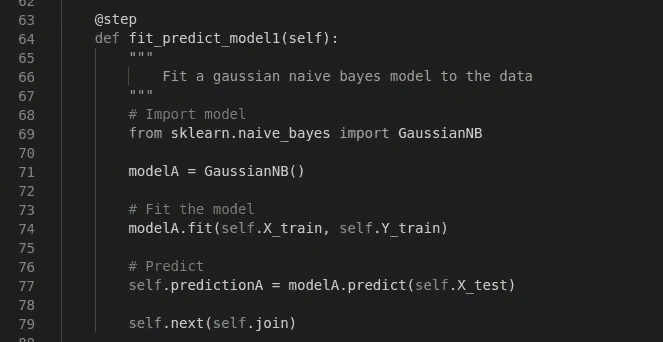 62
63 @step
64 def fit_predict_model1(self):
65 """
66 Fit a gaussian naive bayes model to the data
67 """
68 # Import model
69 from sklearn.naive_bayes import GaussianNB
70
71 modelA = GaussianNB()
72
73 # Fit the model
74 modelA.fit(self.X_train, self.Y_train)
75
76 # Predict
77 self.predictionA = modelA.predict(self.X_test)
78
79 self.next(self.join)